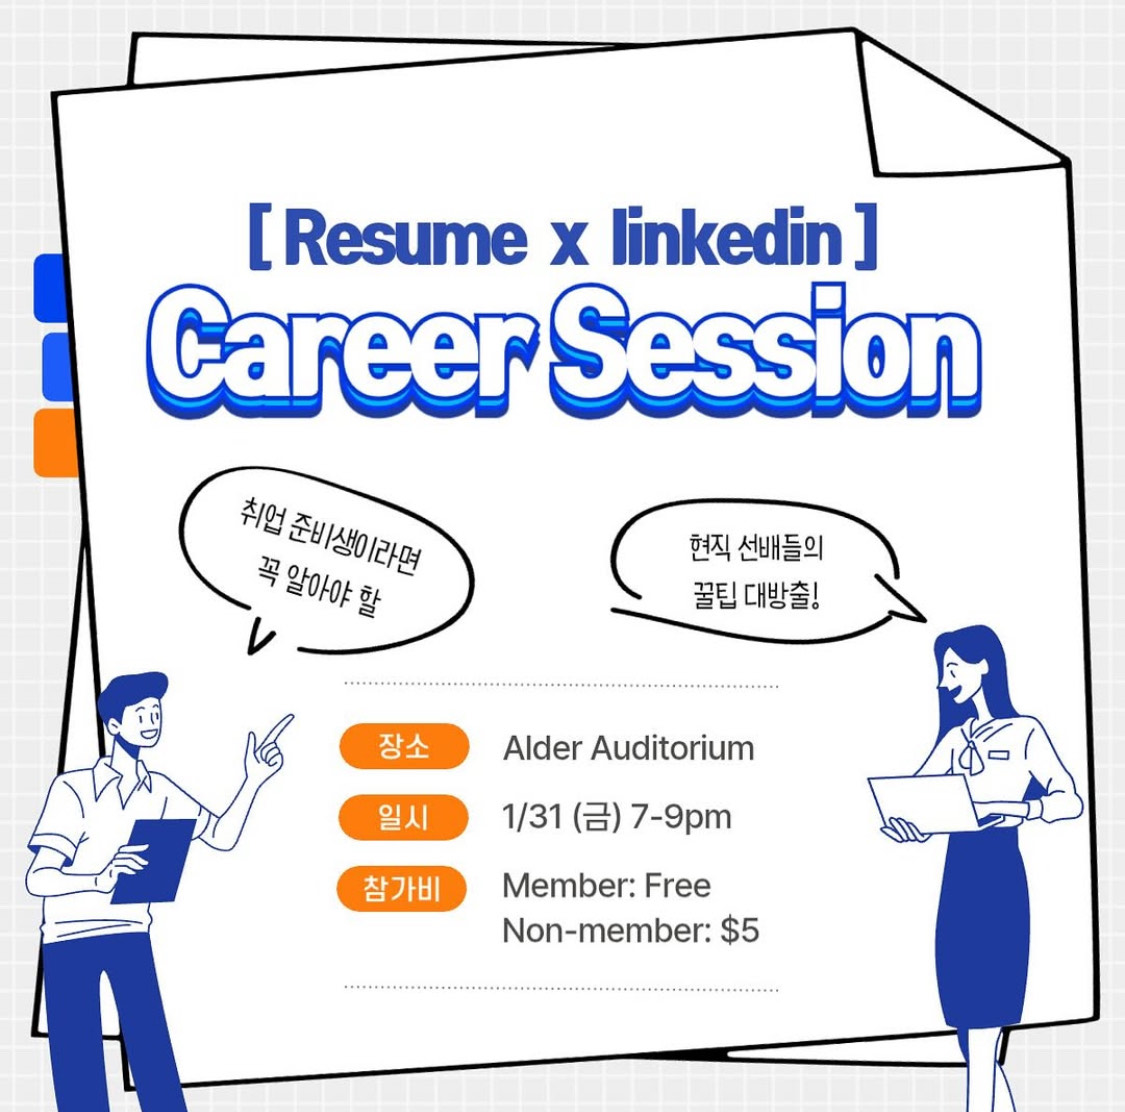 [ Resume x linkedin ]
Career Session
취업 준비생이라면
꼭 알아야 할
현직 선배들의
꿀팁 대방출!
장소 Alder Auditorium
일시 1/31 (금) 7-9pm
참가비 Member: Free
Non-member: $5